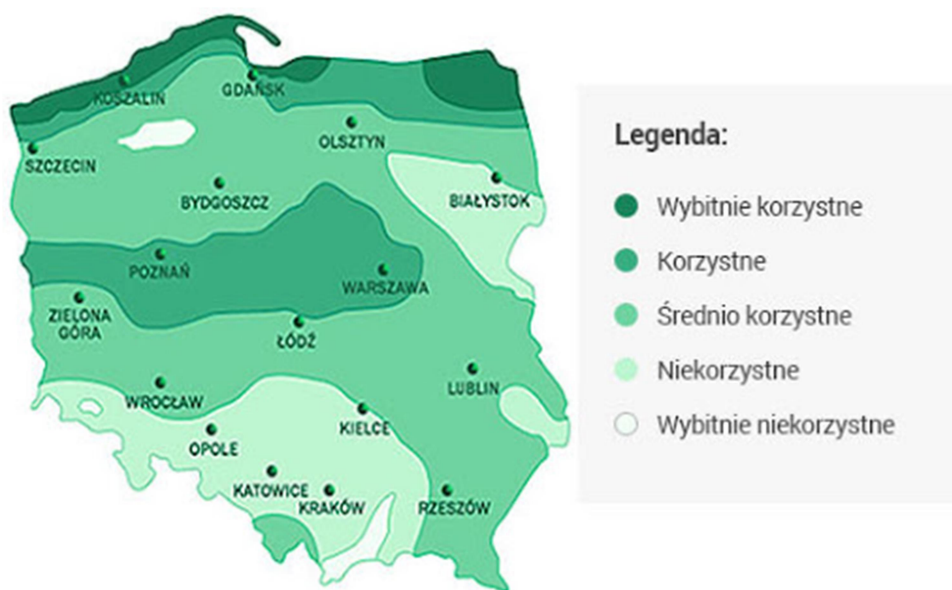 KOSZALIN
GDAŃSK
OLSZTYN
SZCZECIN
BIAŁYSTOK
BYDGOSZCZ
POZNAŃ
WARSZAWA
ZIELONA
GÓRA
ŁÓDŹ
LUBLIN
WROCŁAW
KIELCE
OPOLE
KATOWICE
KRAKÓW
RZESZÓW
Legenda:
Wybitnie korzystne
Korzystne
Średnio korzystne
Niekorzystne
Wybitnie niekorzystne